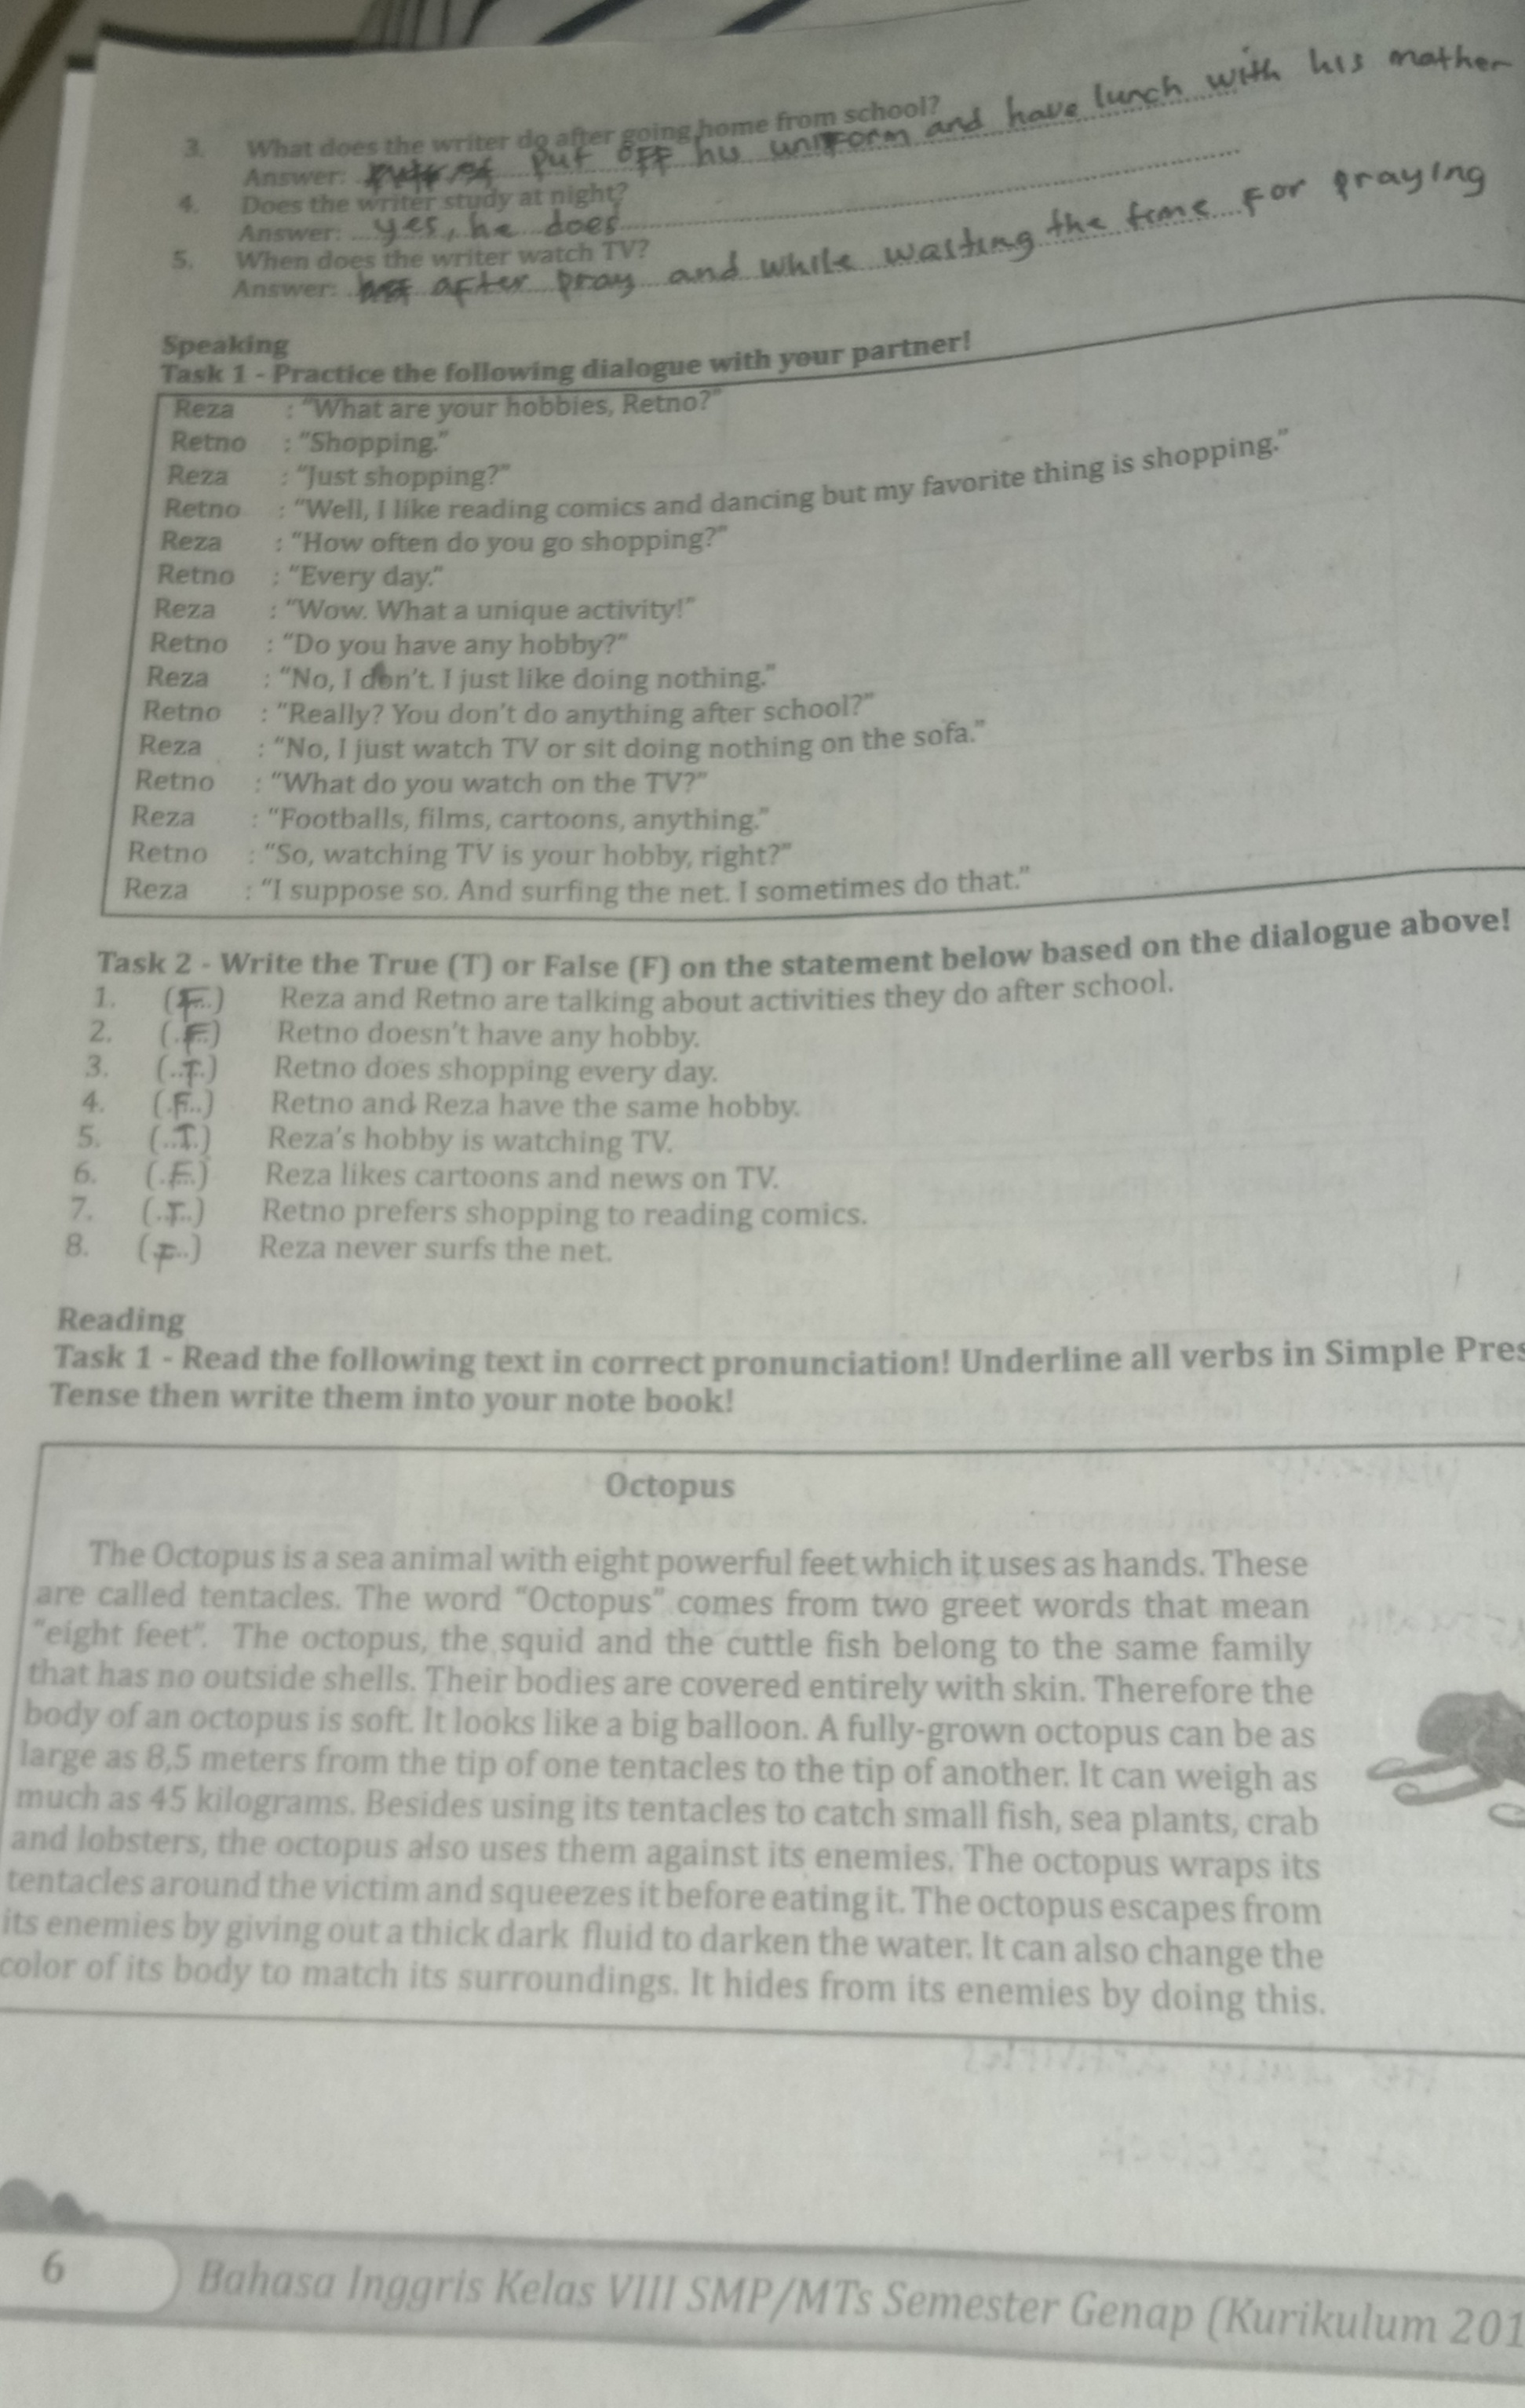 3. What does the writer do after going home from school?
Answer: put off his uniform and have lunch with his mather
4. Does the writer study at night?
Answer: yes, he does
5. When does the writer watch TV?
Answer: after pray and while wasting the time for praying
Speaking
Task 1 - Practice the following dialogue with your partner!
Reza : "What are your hobbies, Retno?"
Retno : "Shopping."
Reza : "Just shopping?"
Retno : "Well, I like reading comics and dancing but my favorite thing is shopping."
Reza : "How often do you go shopping?"
Retno : "Every day."
Reza : "Wow. What a unique activity!"
Retno : "Do you have any hobby?"
Reza : "No, I don't. I just like doing nothing."
Retno : "Really? You don't do anything after school?"
Reza : "No, I just watch TV or sit doing nothing on the sofa."
Retno : "What do you watch on the TV?"
Reza : "Footballs, films, cartoons, anything."
Retno : "So, watching TV is your hobby, right?"
Reza : "I suppose so. And surfing the net. I sometimes do that."
Task 2 - Write the True (T) or False (F) on the statement below based on the dialogue above!
1. (F) Reza and Retno are talking about activities they do after school.
2. (F) Retno doesn't have any hobby.
3. (T) Retno does shopping every day.
4. (F) Retno and Reza have the same hobby.
5. (T) Reza's hobby is watching TV.
6. (F) Reza likes cartoons and news on TV.
7. (T) Retno prefers shopping to reading comics.
8. (F) Reza never surfs the net.
Reading
Task 1 - Read the following text in correct pronunciation! Underline all verbs in Simple Pres
Tense then write them into your note book!
Octopus
The Octopus is a sea animal with eight powerful feet which it uses as hands. These
are called tentacles. The word "Octopus" comes from two greet words that mean
"eight feet". The octopus, the squid and the cuttle fish belong to the same family
that has no outside shells. Their bodies are covered entirely with skin. Therefore the
body of an octopus is soft. It looks like a big balloon. A fully-grown octopus can be as
large as 8,5 meters from the tip of one tentacles to the tip of another. It can weigh as
much as 45 kilograms. Besides using its tentacles to catch small fish, sea plants, crab
and lobsters, the octopus also uses them against its enemies. The octopus wraps its
tentacles around the victim and squeezes it before eating it. The octopus escapes from
its enemies by giving out a thick dark fluid to darken the water. It can also change the
color of its body to match its surroundings. It hides from its enemies by doing this.
6 Bahasa Inggris Kelas VIII SMP/MTs Semester Genap (Kurikulum 201